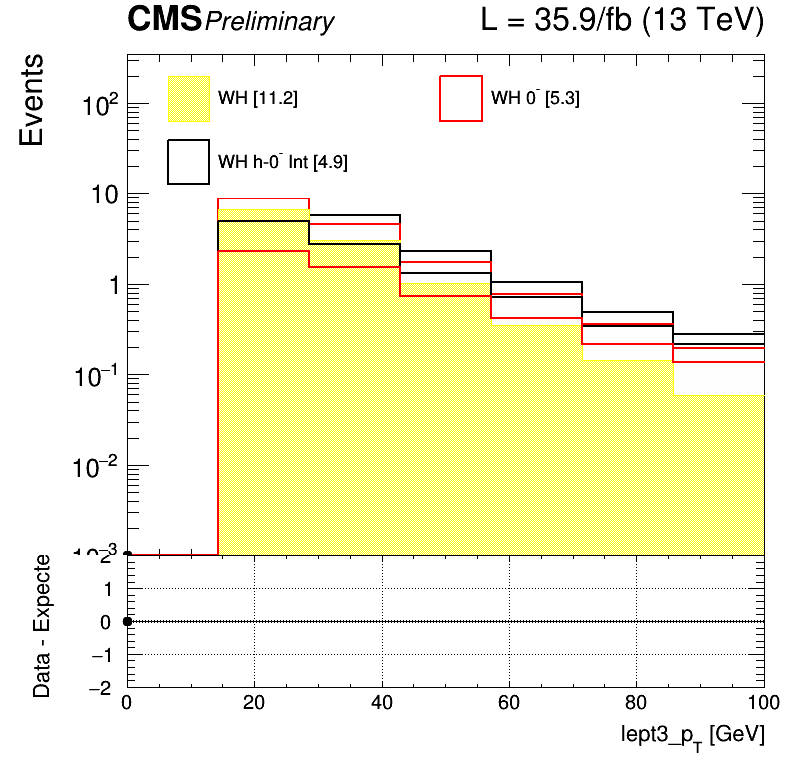 CMS Preliminary L = 35.9/fb (13 TeV)
Events
WH [11.2]
WH 0⁻ [5.3]
WH h-0⁻ Int [4.9]
10²
10
1
10⁻¹
10⁻²
10⁻³
Data - Expecte
2
1
0
−1
−2
0 20 40 60 80 100
lept3_p_T [GeV]